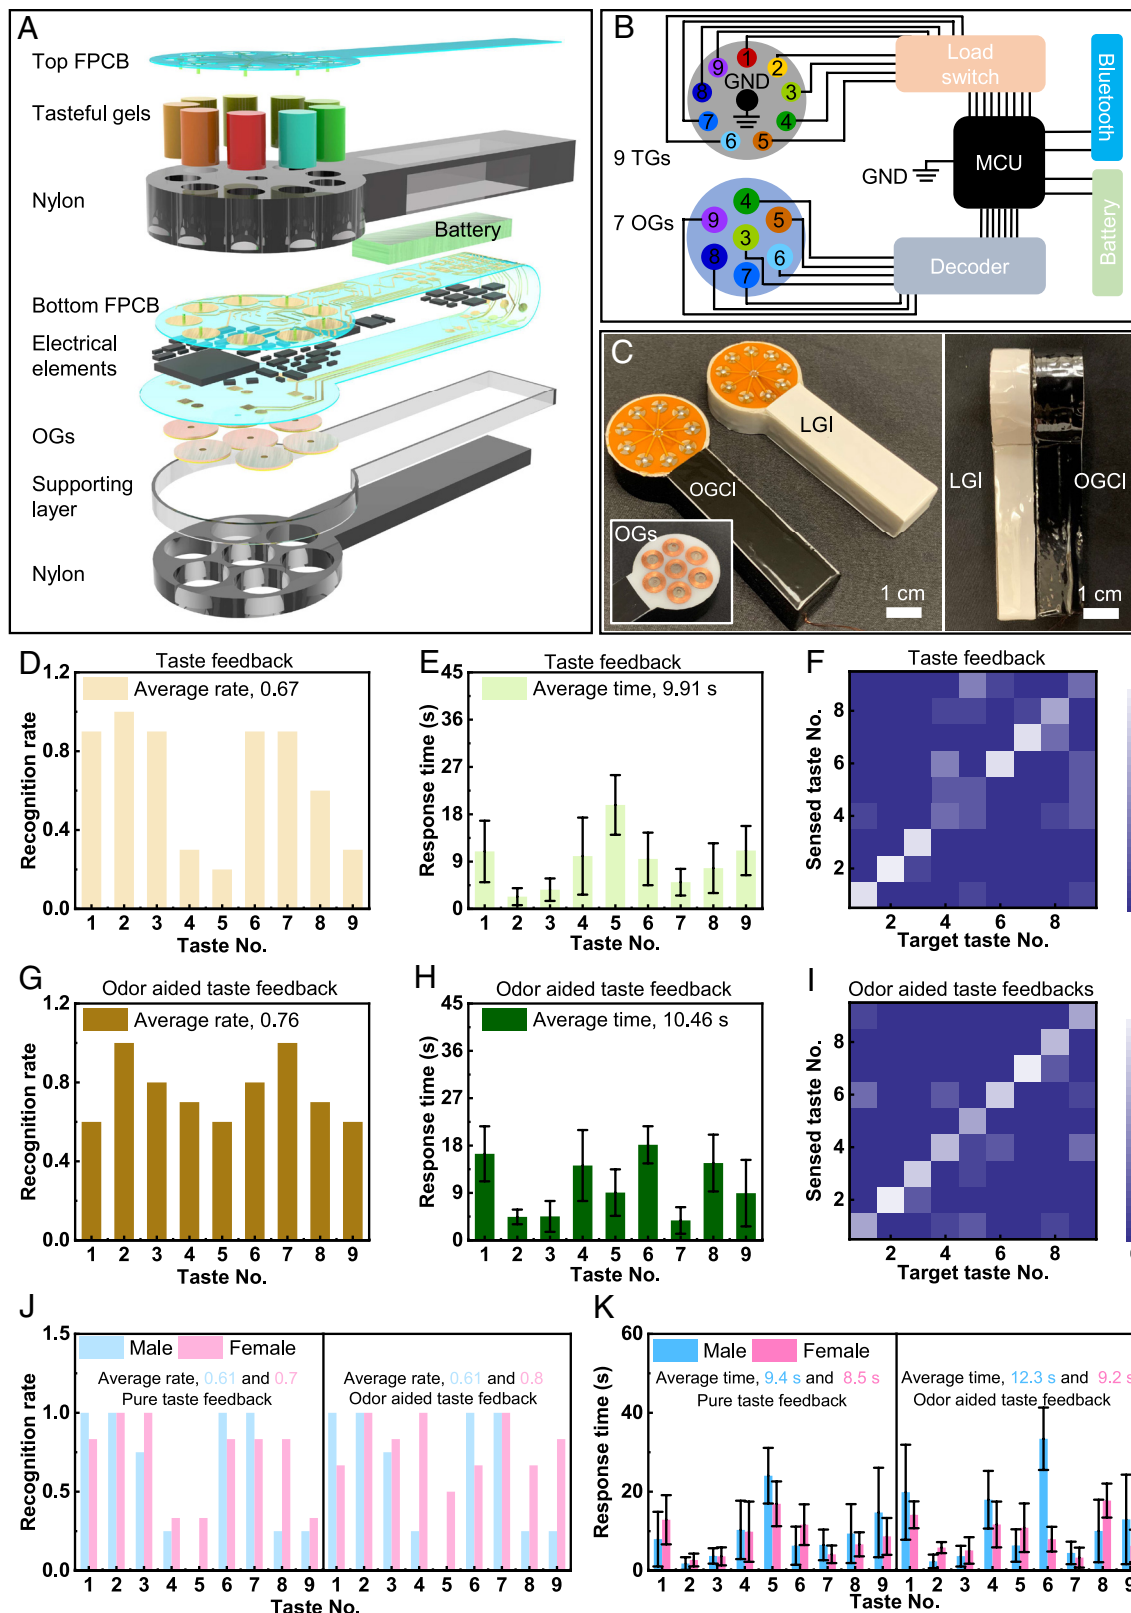 A
Top FPCB
Tasteful gels
Nylon
Battery
Bottom FPCB
Electrical
elements
OGs
Supporting
layer
Nylon
B
1
2
3
4
5
6
7
8
9
GND
9 TGs
Load
switch
Bluetooth
MCU
GND
Battery
7 OGs
4
9
5
3
8
6
7
Decoder
C
LGI
OGCI
OGs
1 cm
LGI
OGCI
1 cm
D
Taste feedback
Average rate, 0.67
Recognition rate
1.2
0.8
0.4
0.0
1 2 3 4 5 6 7 8 9
Taste No.
E
Taste feedback
Average time, 9.91 s
Response time (s)
45
36
27
18
9
0
1 2 3 4 5 6 7 8 9
Taste No.
F
Taste feedback
Sensed taste No.
8
6
4
2
2 4 6 8
Target taste No.
G
Odor aided taste feedback
Average rate, 0.76
Recognition rate
1.2
0.8
0.4
0.0
1 2 3 4 5 6 7 8 9
Taste No.
H
Odor aided taste feedback
Average time, 10.46 s
Response time (s)
45
36
27
18
9
0
1 2 3 4 5 6 7 8 9
Taste No.
I
Odor aided taste feedbacks
Sensed taste No.
8
6
4
2
2 4 6 8
Target taste No.
J
Male Female
Average rate, 0.61 and 0.7
Pure taste feedback
Average rate, 0.61 and 0.8
Odor aided taste feedback
Recognition rate
1.5
1.0
0.5
0.0
1 2 3 4 5 6 7 8 9 1 2 3 4 5 6 7 8 9
Taste No.
K
Male Female
Average time, 9.4 s and 8.5 s
Pure taste feedback
Average time, 12.3 s and 9.2 s
Odor aided taste feedback
Response time (s)
60
40
20
0
1 2 3 4 5 6 7 8 9 1 2 3 4 5 6 7 8 9
Taste No.